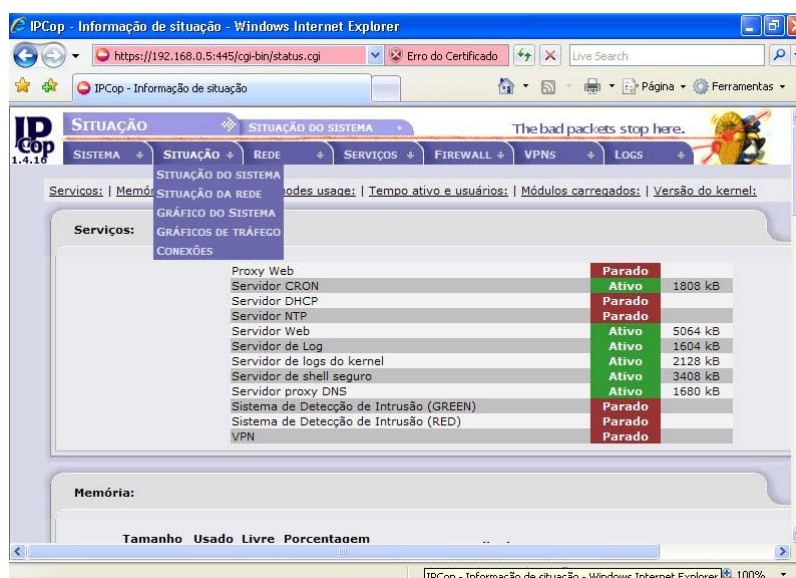 IPCop - Informação de situação - Windows Internet Explorer
https://192.168.0.5:445/cgi-bin/status.cgi
Erro do Certificado
Live Search
IPCop - Informação de situação
Página
Ferramentas
IP
Cop
1.4.16
SITUAÇÃO
SITUAÇÃO DO SISTEMA
The bad packets stop here.
SISTEMA
SITUAÇÃO
REDE
SERVIÇOS
FIREWALL
VPNS
LOGS
SITUAÇÃO DO SISTEMA
SITUAÇÃO DA REDE
GRÁFICO DO SISTEMA
GRÁFICOS DE TRÁFEGO
CONEXÕES
Serviços: | usage: | Tempo ativo e usuários: | Módulos carregados: | Versão do kernel:
Serviços:
Proxy Web Parado
Servidor CRON Ativo 1808 kB
Servidor DHCP Parado
Servidor NTP Parado
Servidor Web Ativo 5064 kB
Servidor de Log Ativo 1604 kB
Servidor de logs do kernel Ativo 2128 kB
Servidor de shell seguro Ativo 3408 kB
Servidor proxy DNS Ativo 1680 kB
Sistema de Detecção de Intrusão (GREEN) Parado
Sistema de Detecção de Intrusão (RED) Parado
VPN Parado
Memória:
Tamanho Usado Livre Porcentagem
IPCop - Informação de situação - Windows Internet Explorer
100%